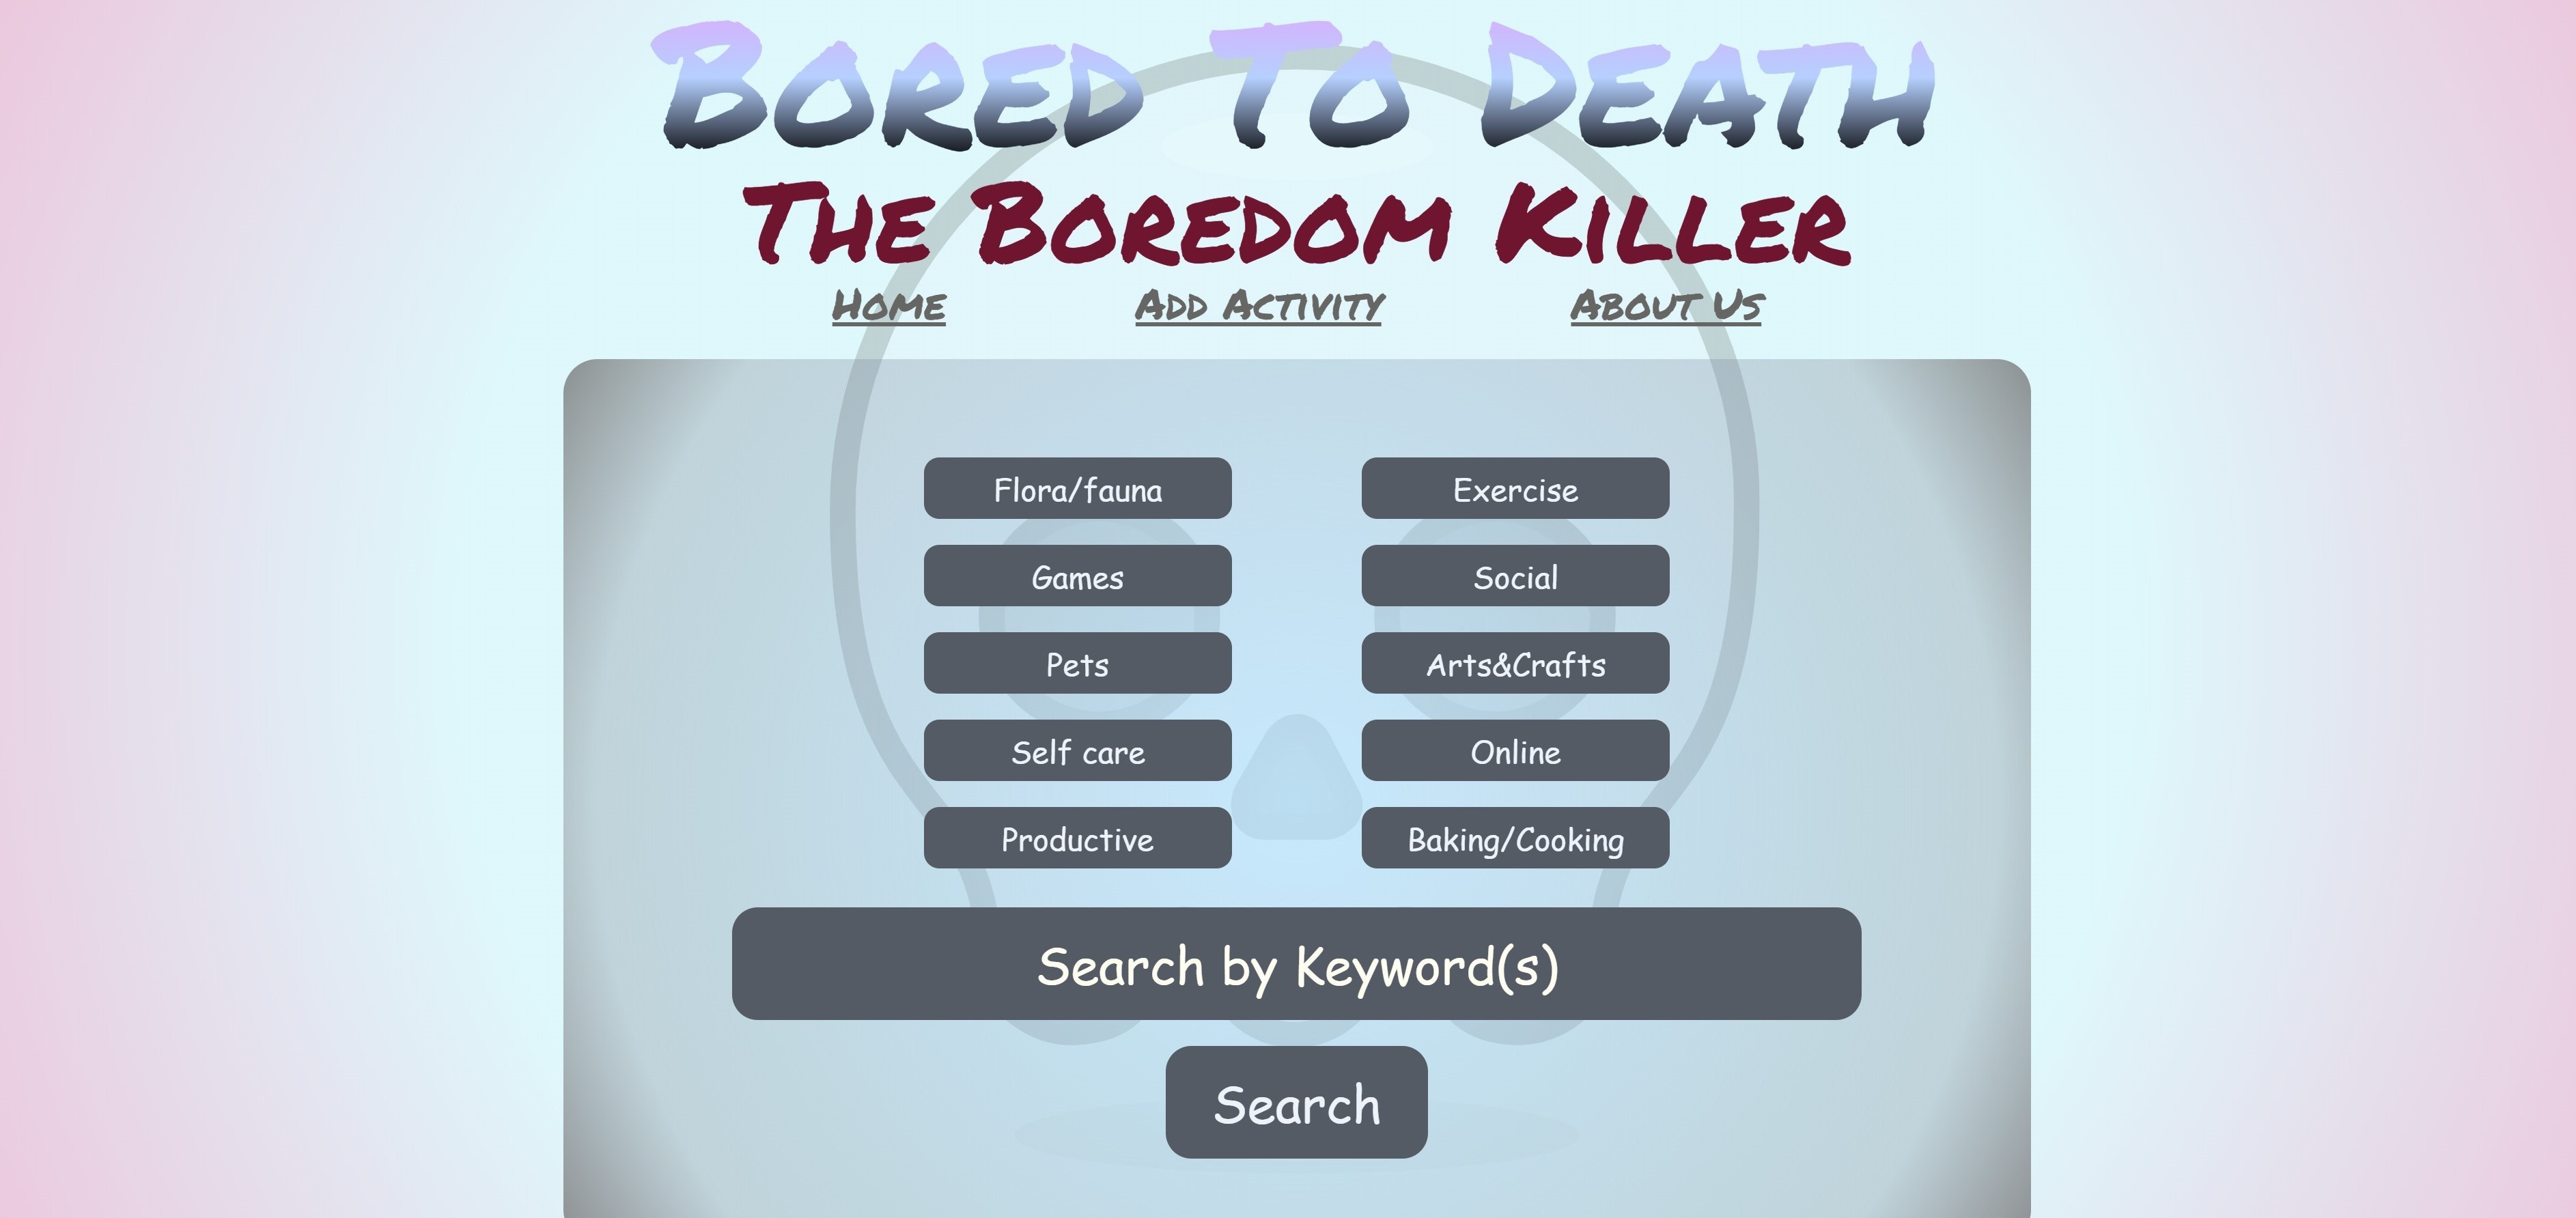 Bored To Death
The Boredom Killer
Home Add Activity About Us
Flora/fauna Exercise
Games Social
Pets Arts&Crafts
Self care Online
Productive Baking/Cooking
Search by Keyword(s)
Search